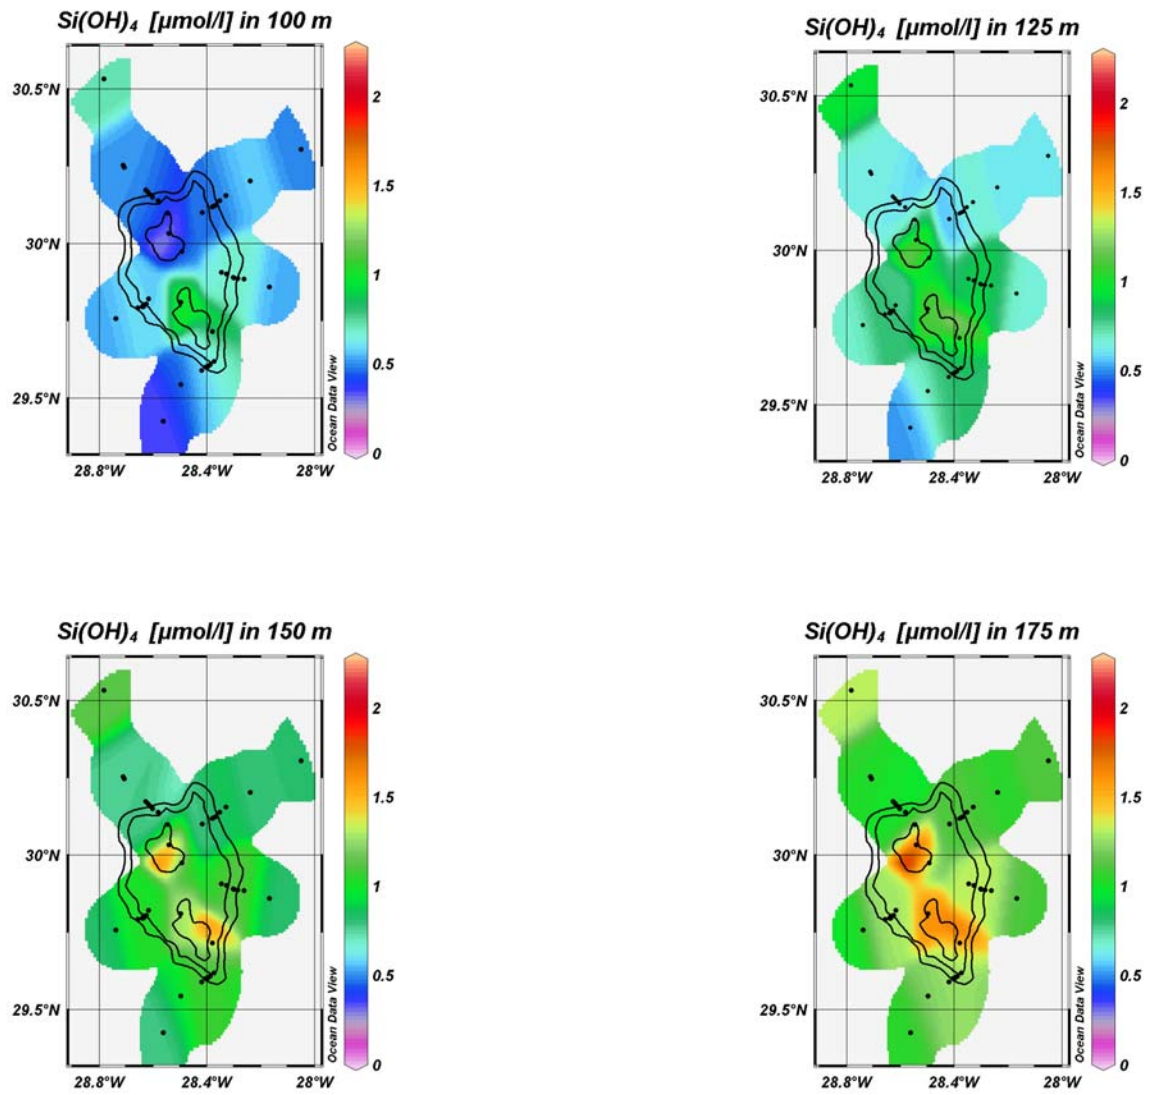 Si(OH)4 [µmol/l] in 100 m
30.5°N
30°N
29.5°N
28.8°W 28.4°W 28°W
2
1.5
1
0.5
0
Ocean Data View
Si(OH)4 [µmol/l] in 125 m
30.5°N
30°N
29.5°N
28.8°W 28.4°W 28°W
2
1.5
1
0.5
0
Ocean Data View
Si(OH)4 [µmol/l] in 150 m
30.5°N
30°N
29.5°N
28.8°W 28.4°W 28°W
2
1.5
1
0.5
0
Ocean Data View
Si(OH)4 [µmol/l] in 175 m
30.5°N
30°N
29.5°N
28.8°W 28.4°W 28°W
2
1.5
1
0.5
0
Ocean Data View